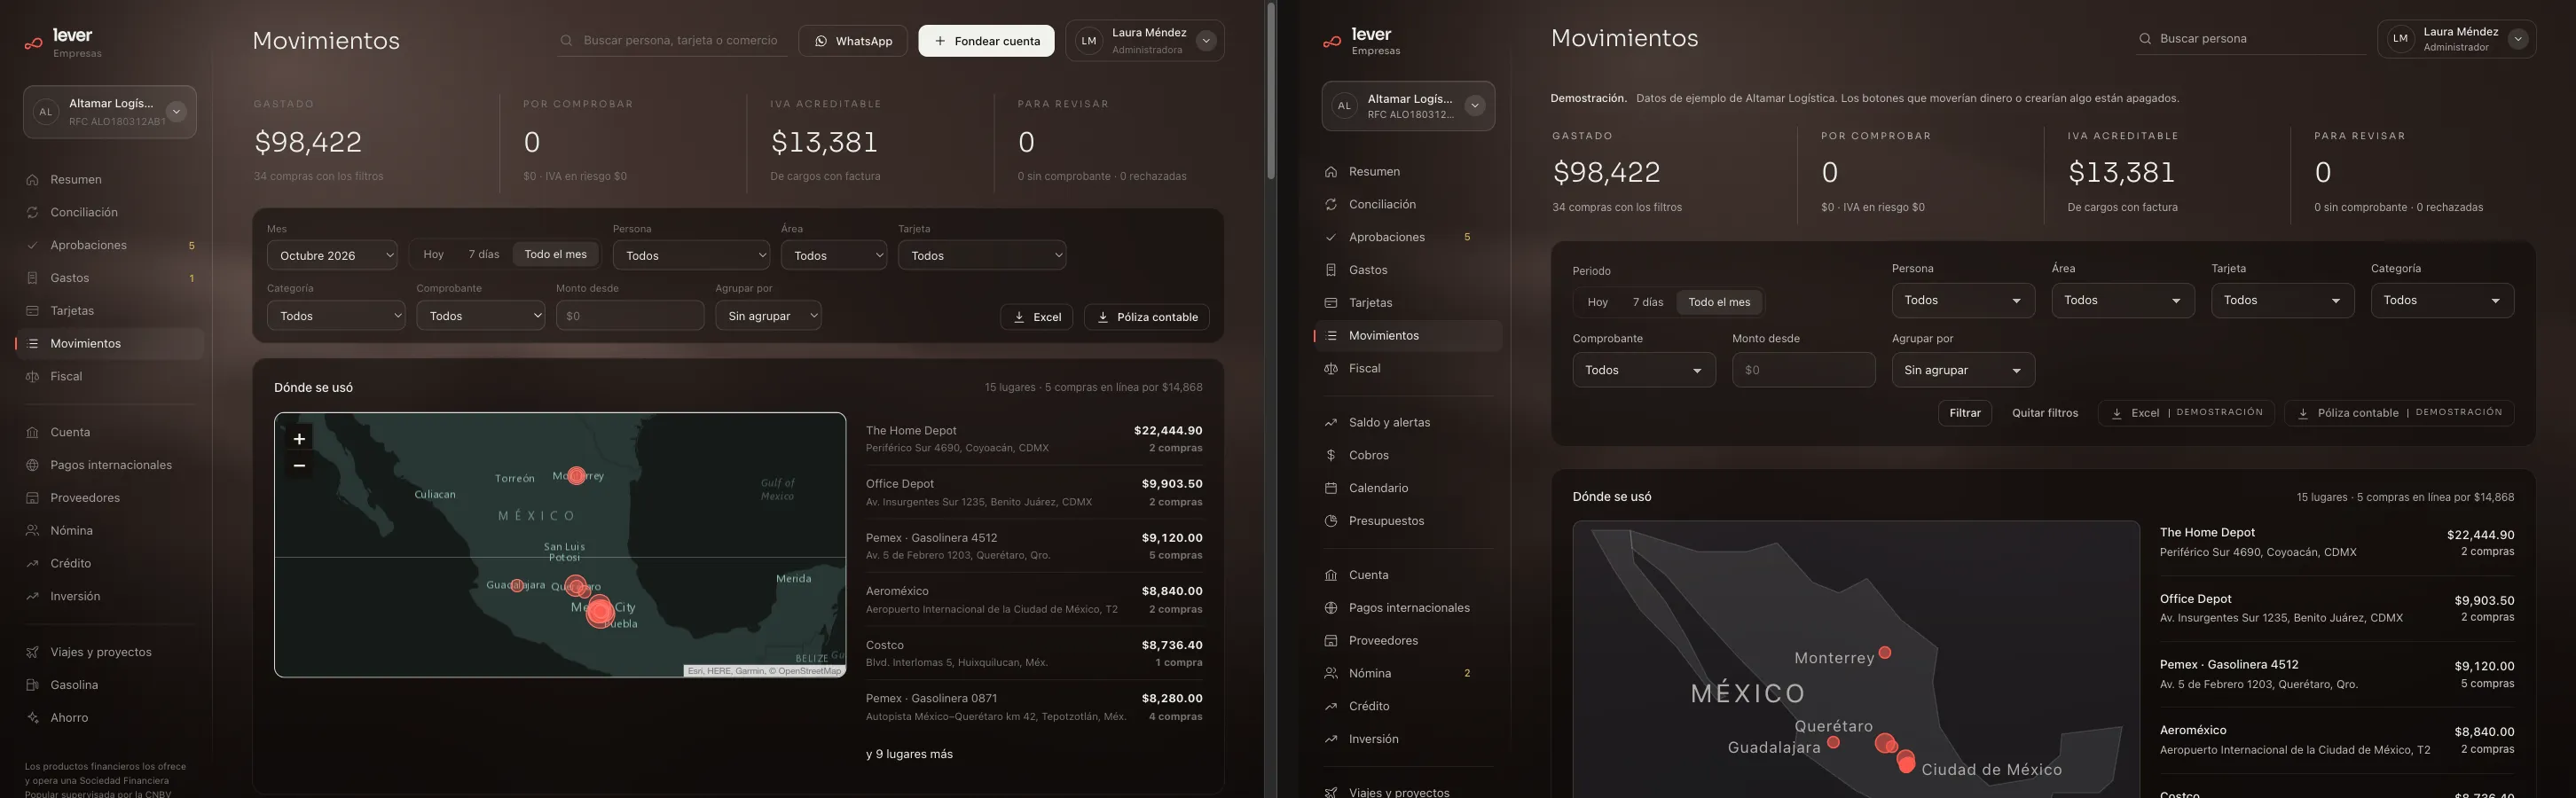 lever
Empresas
AL
Altamar Logís...
RFC ALO180312AB1
Resumen
Conciliación
Aprobaciones 5
Gastos 1
Tarjetas
Movimientos
Fiscal
Cuenta
Pagos internacionales
Proveedores
Nómina
Crédito
Inversión
Viajes y proyectos
Gasolina
Ahorro
Los productos financieros los ofrece
y opera una Sociedad Financiera
Popular supervisada por la CNBV
Movimientos
Buscar persona, tarjeta o comercio
WhatsApp
Fondear cuenta
LM
Laura Méndez
Administradora
GASTADO
$98,422
34 compras con los filtros
POR COMPROBAR
0
$0 · IVA en riesgo $0
IVA ACREDITABLE
$13,381
De cargos con factura
PARA REVISAR
0
0 sin comprobante · 0 rechazadas
Mes
Octubre 2026
Hoy 7 días Todo el mes
Persona
Todos
Área
Todos
Tarjeta
Todos
Categoría
Todos
Comprobante
Todos
Monto desde
$0
Agrupar por
Sin agrupar
Excel
Póliza contable
Dónde se usó
15 lugares · 5 compras en línea por $14,868
+
−
Torreón
Culiacan
Gulf of
Mexico
MÉXICO
San Luis
Potosi
Merida
Puebla
BELIZE
Esri, HERE, Garmin, © OpenStreetMap
The Home Depot $22,444.90
Periférico Sur 4690, Coyoacán, CDMX 2 compras
Office Depot $9,903.50
Av. Insurgentes Sur 1235, Benito Juárez, CDMX 2 compras
Pemex · Gasolinera 4512 $9,120.00
Av. 5 de Febrero 1203, Querétaro, Qro. 5 compras
Aeroméxico $8,840.00
Aeropuerto Internacional de la Ciudad de México, T2 2 compras
Costco $8,736.40
Blvd. Interlomas 5, Huixquilucan, Méx. 1 compra
Pemex · Gasolinera 0871 $8,280.00
Autopista México–Querétaro km 42, Tepotzotlán, Méx. 4 compras
y 9 lugares más
lever
Empresas
AL
Altamar Logís...
RFC ALO180312...
Resumen
Conciliación
Aprobaciones 5
Gastos
Tarjetas
Movimientos
Fiscal
Saldo y alertas
Cobros
Calendario
Presupuestos
Cuenta
Pagos internacionales
Proveedores
Nómina 2
Crédito
Inversión
Viajes y proyectos
Movimientos
Buscar persona
LM
Laura Méndez
Administrador
Demostración. Datos de ejemplo de Altamar Logística. Los botones que moverían dinero o crearían algo están apagados.
GASTADO
$98,422
34 compras con los filtros
POR COMPROBAR
0
$0 · IVA en riesgo $0
IVA ACREDITABLE
$13,381
De cargos con factura
PARA REVISAR
0
0 sin comprobante · 0 rechazadas
Periodo
Hoy 7 días Todo el mes
Persona
Todos
Área
Todos
Tarjeta
Todos
Categoría
Todos
Comprobante
Todos
Monto desde
$0
Agrupar por
Sin agrupar
Filtrar
Quitar filtros
Excel | DEMOSTRACIÓN
Póliza contable | DEMOSTRACIÓN
Dónde se usó
15 lugares · 5 compras en línea por $14,868
Monterrey
MÉXICO
Querétaro
Guadalajara
Ciudad de México
The Home Depot $22,444.90
Periférico Sur 4690, Coyoacán, CDMX 2 compras
Office Depot $9,903.50
Av. Insurgentes Sur 1235, Benito Juárez, CDMX 2 compras
Pemex · Gasolinera 4512 $9,120.00
Av. 5 de Febrero 1203, Querétaro, Qro. 5 compras
Aeroméxico $8,840.00
Aeropuerto Internacional de la Ciudad de México, T2 2 compras
Costco $8,736.40